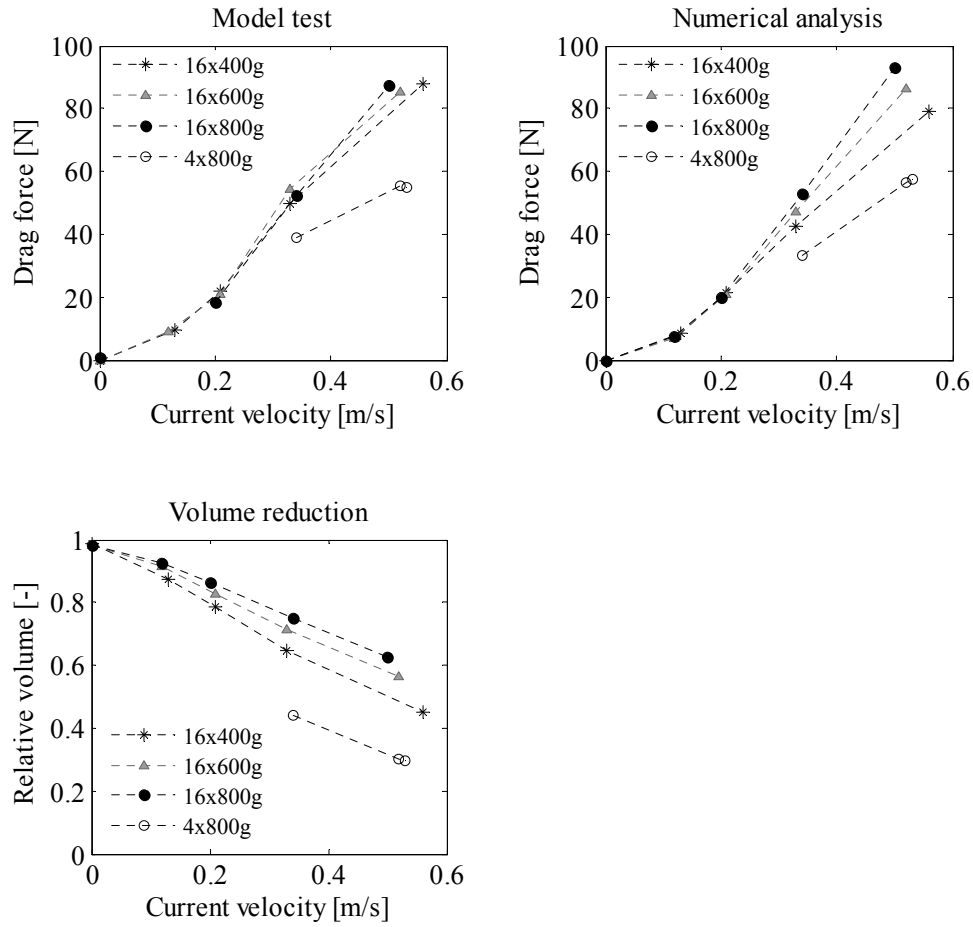 Model test
100
80
60
40
20
0
Drag force [N]
16x400g
16x600g
16x800g
4x800g
0
0.2
0.4
0.6
Current velocity [m/s]
Numerical analysis
100
80
60
40
20
0
Drag force [N]
16x400g
16x600g
16x800g
4x800g
0
0.2
0.4
0.6
Current velocity [m/s]
Volume reduction
1
0.8
0.6
0.4
0.2
0
Relative volume [-]
16x400g
16x600g
16x800g
4x800g
0
0.2
0.4
0.6
Current velocity [m/s]